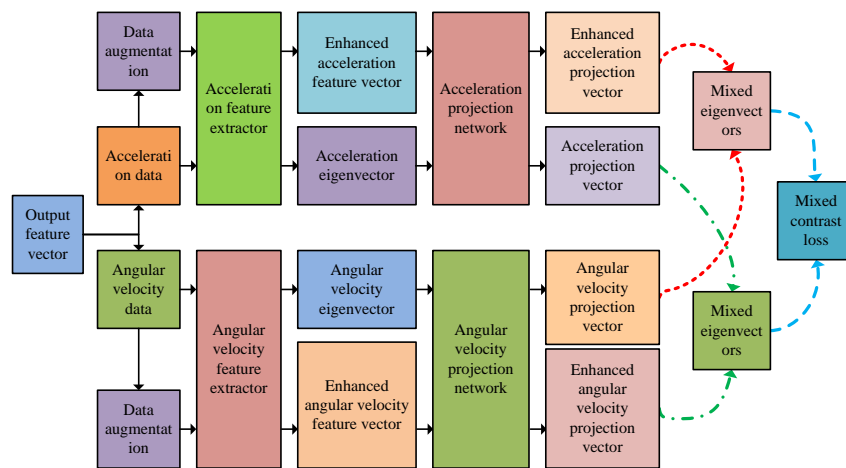 Data
augmentat
ion
Enhanced
acceleration
feature vector
Enhanced
acceleration
projection
vector
Accelerati
on feature
extractor
Acceleration
projection
network
Mixed
eigenvect
ors
Accelerati
on data
Acceleration
eigenvector
Acceleration
projection
vector
Output
feature
vector
Mixed
contrast
loss
Angular
velocity
data
Angular
velocity
eigenvector
Angular
velocity
projection
vector
Angular
velocity
feature
extractor
Angular
velocity
projection
network
Mixed
eigenvect
ors
Data
augmentat
ion
Enhanced
angular velocity
feature vector
Enhanced
angular
velocity
projection
vector